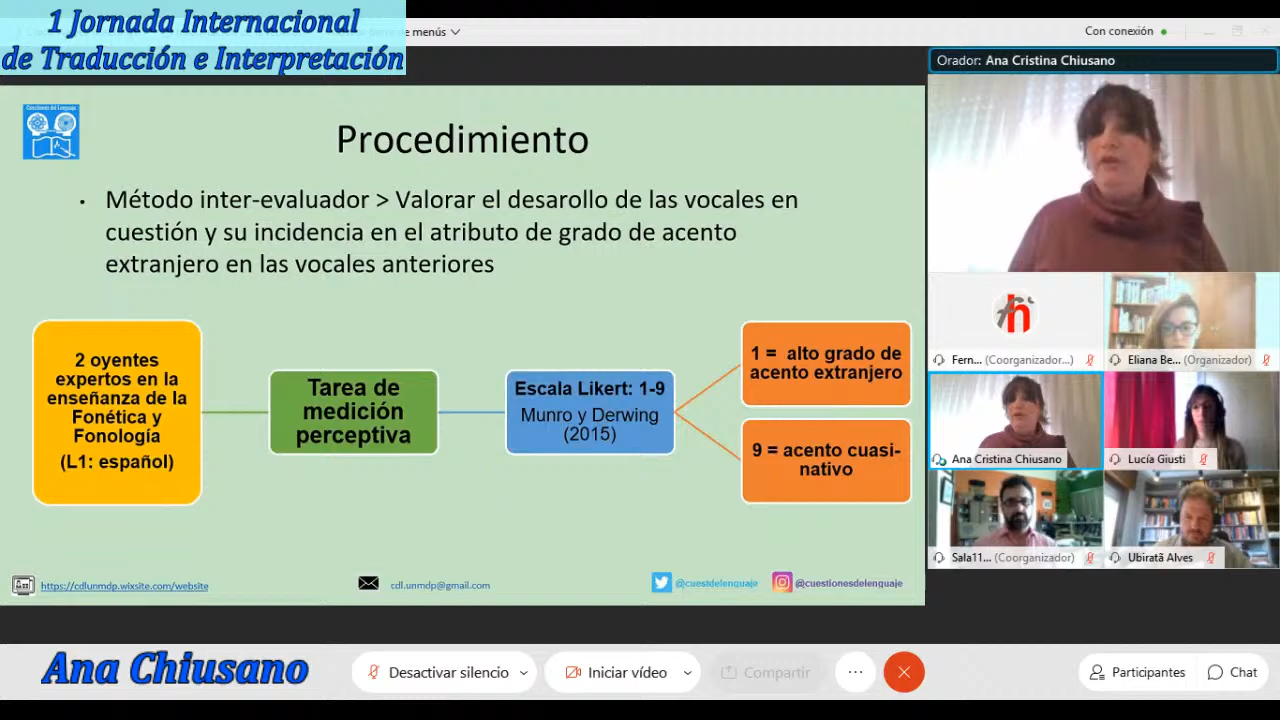 1 Jornada Internacional
de Traducción e Interpretación
de menús
Con conexión
Orador: Ana Cristina Chiusano
Cuestiones del Lenguaje
Procedimiento
• Método inter-evaluador > Valorar el desarollo de las vocales en
cuestión y su incidencia en el atributo de grado de acento
extranjero en las vocales anteriores
2 oyentes
expertos en la
enseñanza de la
Fonética y
Fonología
(L1: español)
Tarea de
medición
perceptiva
Escala Likert: 1-9
Munro y Derwing
(2015)
1 = alto grado de
acento extranjero
9 = acento cuasi-
nativo
https://cdlunmdp.wixsite.com/website
cdl.unmdp@gmail.com
@cuestdelenguaje
@cuestionesdelenguaje
h
Fern... (Coorganizador...)
Eliana Be... (Organizador)
Ana Cristina Chiusano
Lucía Giusti
Sala11... (Coorganizador)
Ubiratã Alves
Ana Chiusano
Desactivar silencio
Iniciar vídeo
Compartir
...
Participantes
Chat